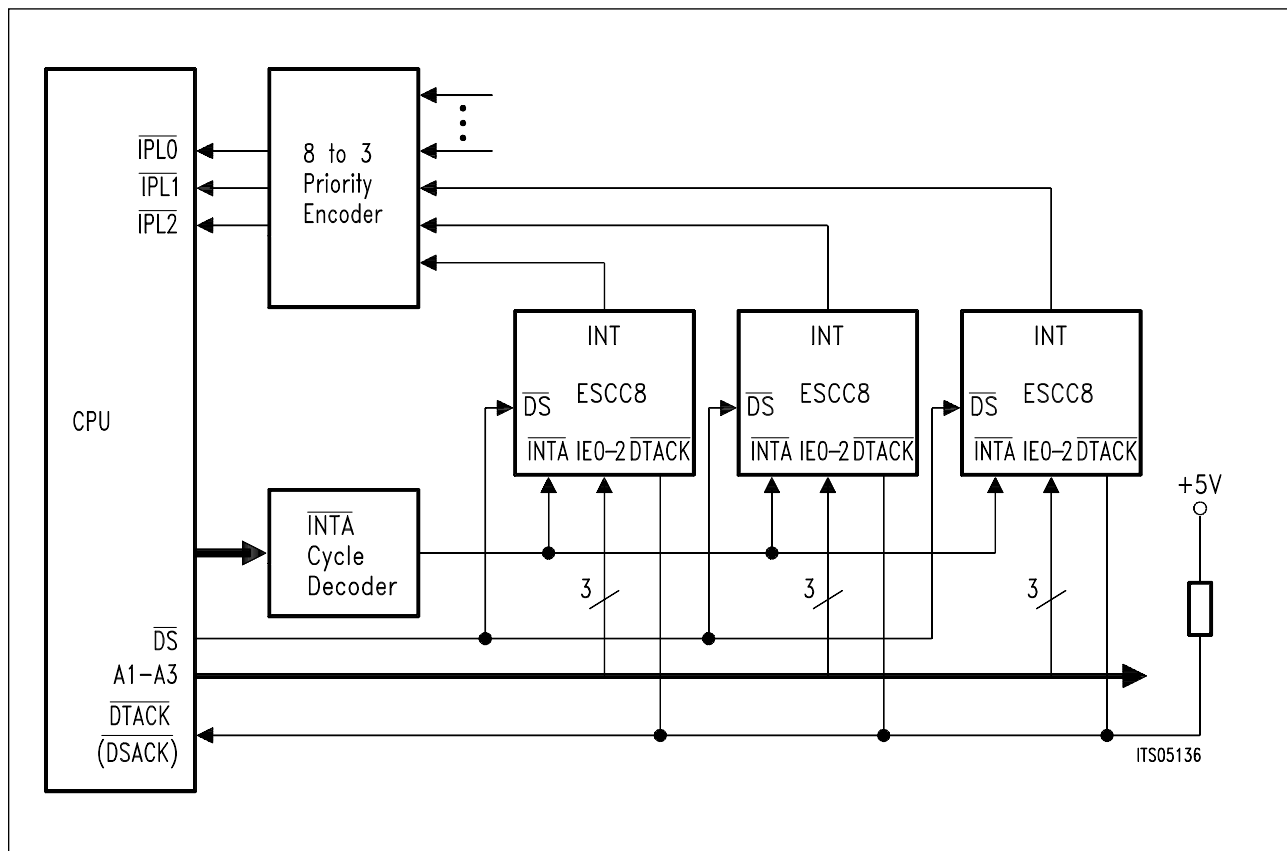 IPL0
IPL1
IPL2
CPU
DS
A1-A3
DTACK
(DSACK)
8 to 3
Priority
Encoder
INTA
Cycle
Decoder
INT
ESCC8
DS
INTA IE0-2 DTACK
3
INT
ESCC8
DS
INTA IE0-2 DTACK
3
INT
ESCC8
DS
INTA IE0-2 DTACK
3
+5V
ITS05136